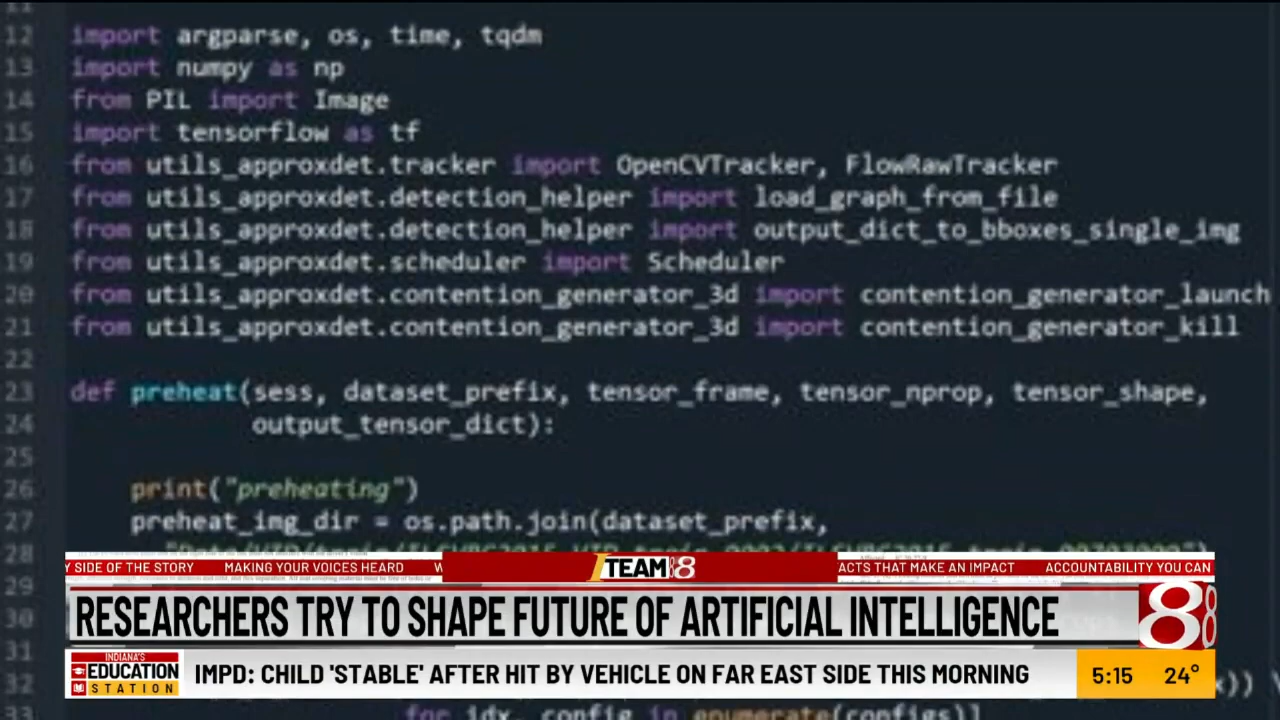 11
12 import argparse, os, time, tqdm
13 import numpy as np
14 from PIL import Image
15 import tensorflow as tf
16 from utils_approxdet.tracker import OpenCVTracker, FlowRawTracker
17 from utils_approxdet.detection_helper import load_graph_from_file
18 from utils_approxdet.detection_helper import output_dict_to_bboxes_single_img
19 from utils_approxdet.scheduler import Scheduler
20 from utils_approxdet.contention_generator_3d import contention_generator_launch
21 from utils_approxdet.contention_generator_3d import contention_generator_kill
22
23 def preheat(sess, dataset_prefix, tensor_frame, tensor_nprop, tensor_shape,
24 output_tensor_dict):
25
26 print("preheating")
27 preheat_img_dir = os.path.join(dataset_prefix,
28
Y SIDE OF THE STORY MAKING YOUR VOICES HEARD W I TEAM 8 ACTS THAT MAKE AN IMPACT ACCOUNTABILITY YOU CAN
29
30
RESEARCHERS TRY TO SHAPE FUTURE OF ARTIFICIAL INTELLIGENCE
8
31
INDIANA'S
EDUCATION
STATION
IMPD: CHILD 'STABLE' AFTER HIT BY VEHICLE ON FAR EAST SIDE THIS MORNING
5:15 24°
32 x)) \
33 for idx, config in enumerate(configs)]